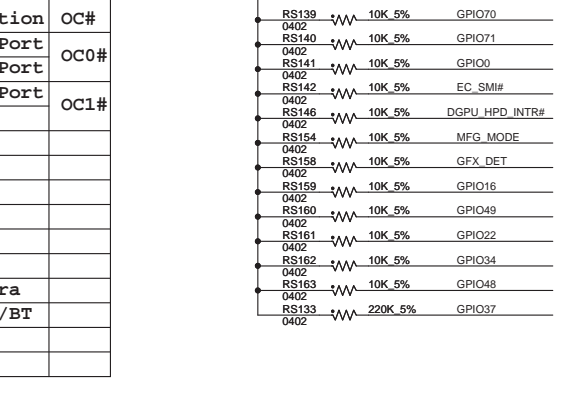 tion OC#
Port
OC0#
Port
Port
OC1#
ra
/BT
RS139 10K_5% GPIO70
0402
RS140 10K_5% GPIO71
0402
RS141 10K_5% GPIO0
0402
RS142 10K_5% EC_SMI#
0402
RS146 10K_5% DGPU_HPD_INTR#
0402
RS154 10K_5% MFG_MODE
0402
RS158 10K_5% GFX_DET
0402
RS159 10K_5% GPIO16
0402
RS160 10K_5% GPIO49
0402
RS161 10K_5% GPIO22
0402
RS162 10K_5% GPIO34
0402
RS163 10K_5% GPIO48
0402
RS133 220K_5% GPIO37
0402